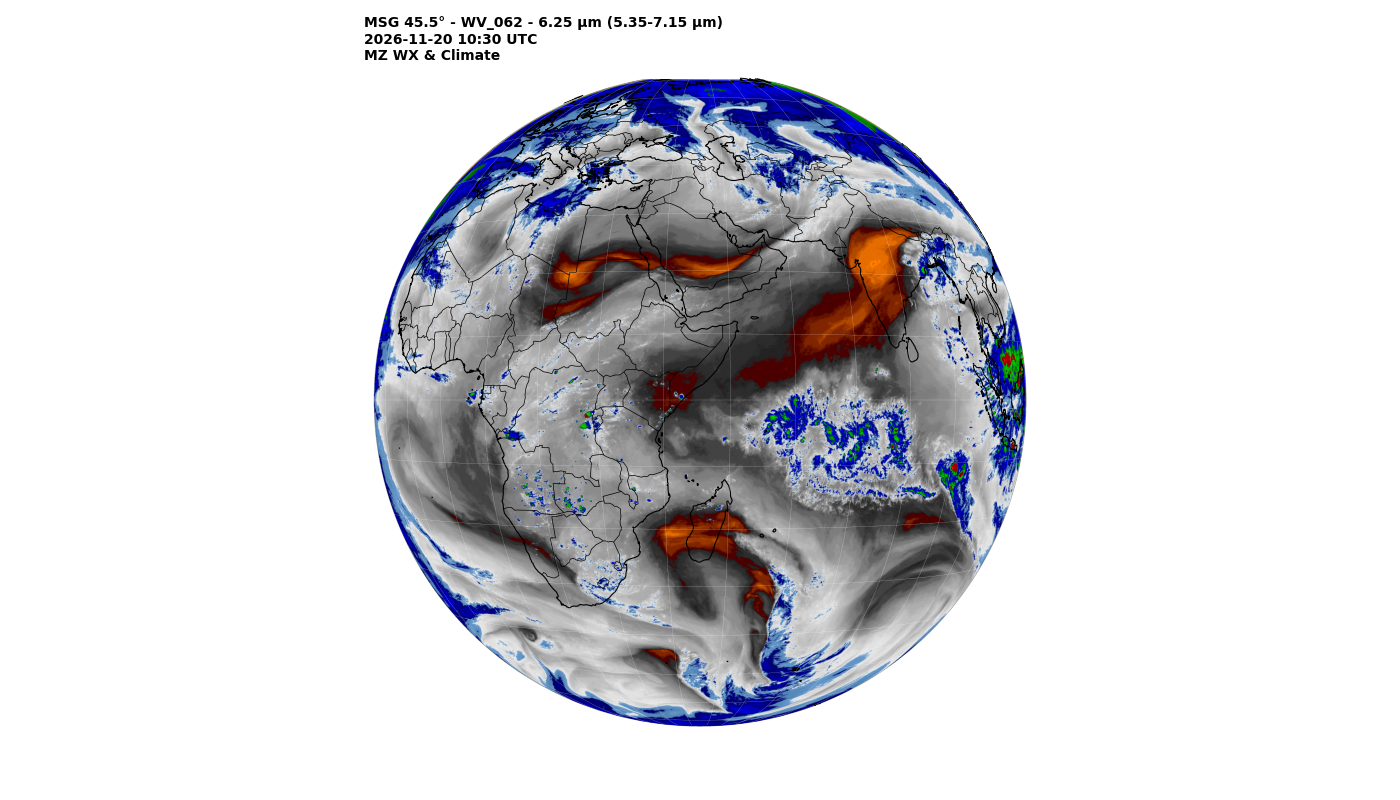 MSG 45.5° - WV_062 - 6.25 μm (5.35-7.15 μm)
2026-11-20 10:30 UTC
MZ WX & Climate